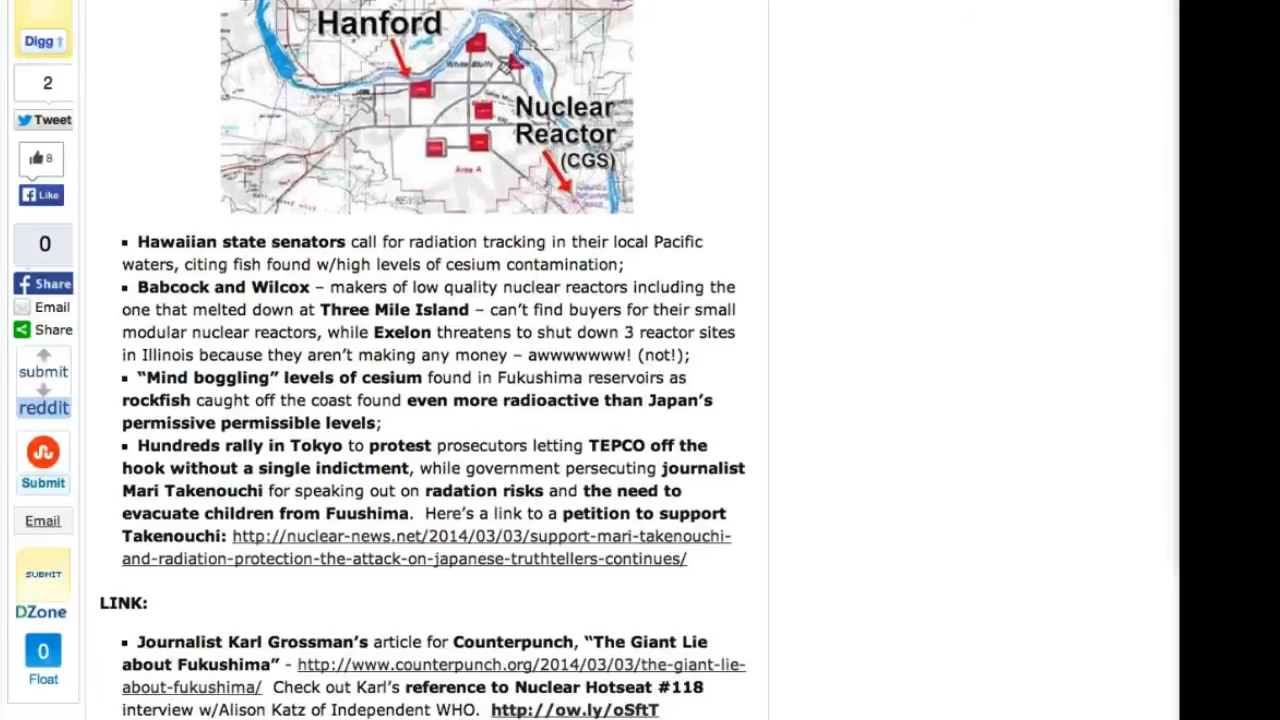 Digg
2
Tweet
8
Like
0
Share
Email
Share
submit
reddit
Submit
Email
SUBMIT
DZone
0
Float
Hanford
White Bluffs
Nuclear
Reactor
(CGS)
Area A
▪ Hawaiian state senators call for radiation tracking in their local Pacific
waters, citing fish found w/high levels of cesium contamination;
▪ Babcock and Wilcox – makers of low quality nuclear reactors including the
one that melted down at Three Mile Island – can't find buyers for their small
modular nuclear reactors, while Exelon threatens to shut down 3 reactor sites
in Illinois because they aren't making any money – awwwwwww! (not!);
▪ “Mind boggling” levels of cesium found in Fukushima reservoirs as
rockfish caught off the coast found even more radioactive than Japan's
permissive permissible levels;
▪ Hundreds rally in Tokyo to protest prosecutors letting TEPCO off the
hook without a single indictment, while government persecuting journalist
Mari Takenouchi for speaking out on radation risks and the need to
evacuate children from Fuushima. Here's a link to a petition to support
Takenouchi: http://nuclear-news.net/2014/03/03/support-mari-takenouchi-
and-radiation-protection-the-attack-on-japanese-truthtellers-continues/
LINK:
▪ Journalist Karl Grossman's article for Counterpunch, “The Giant Lie
about Fukushima” - http://www.counterpunch.org/2014/03/03/the-giant-lie-
about-fukushima/ Check out Karl's reference to Nuclear Hotseat #118
interview w/Alison Katz of Independent WHO. http://ow.ly/oSftT